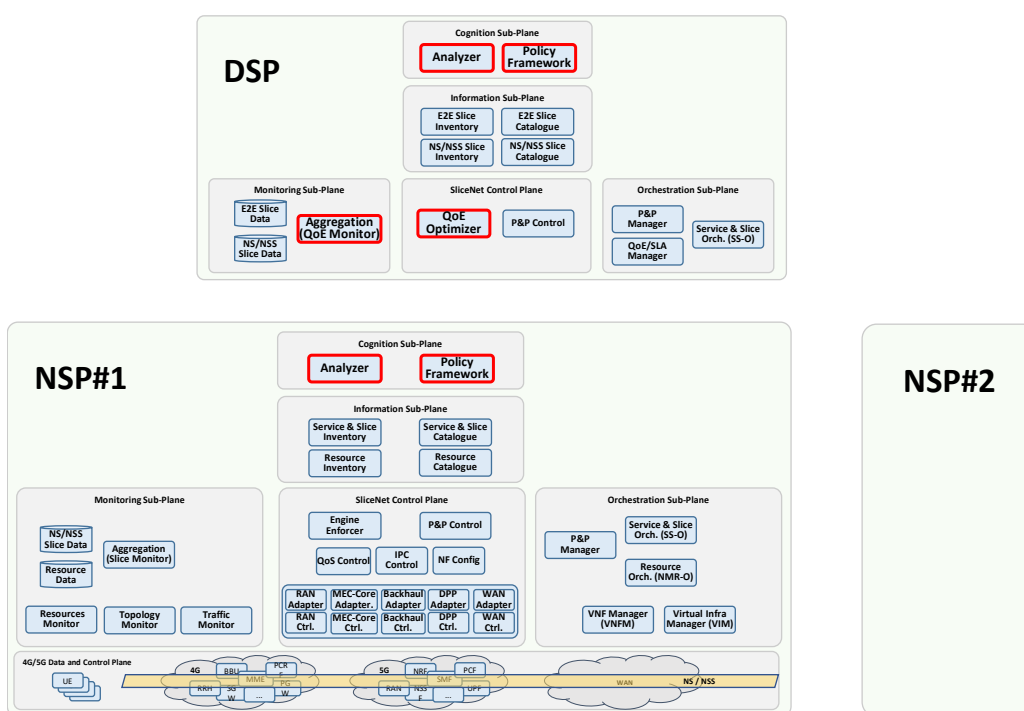 DSP
Cognition Sub-Plane
Analyzer
Policy
Framework
Information Sub-Plane
E2E Slice
Inventory
E2E Slice
Catalogue
NS/NSS Slice
Inventory
NS/NSS Slice
Catalogue
Monitoring Sub-Plane
E2E Slice
Data
NS/NSS
Slice Data
Aggregation
(QoE Monitor)
SliceNet Control Plane
QoE
Optimizer
P&P Control
Orchestration Sub-Plane
P&P
Manager
QoE/SLA
Manager
Service & Slice
Orch. (SS-O)
NSP#1
Cognition Sub-Plane
Analyzer
Policy
Framework
Information Sub-Plane
Service & Slice
Inventory
Service & Slice
Catalogue
Resource
Inventory
Resource
Catalogue
Monitoring Sub-Plane
NS/NSS
Slice Data
Resource
Data
Aggregation
(Slice Monitor)
Resources
Monitor
Topology
Monitor
Traffic
Monitor
SliceNet Control Plane
Engine
Enforcer
P&P Control
QoS Control
IPC
Control
NF Config
RAN
Adapter
MEC-Core
Adapter.
Backhaul
Adapter
DPP
Adapter
WAN
Adapter
RAN
Ctrl.
MEC-Core
Ctrl.
Backhaul
Ctrl.
DPP
Ctrl.
WAN
Ctrl.
Orchestration Sub-Plane
P&P
Manager
Service & Slice
Orch. (SS-O)
Resource
Orch. (NMR-O)
VNF Manager
(VNFM)
Virtual Infra
Manager (VIM)
4G/5G Data and Control Plane
UE
4G
BBU
PCR
F
MME
RRH
SG
W
...
PG
W
5G
NRF
PCF
SMF
RAN
NSS
F
...
UPF
WAN
NS / NSS
NSP#2